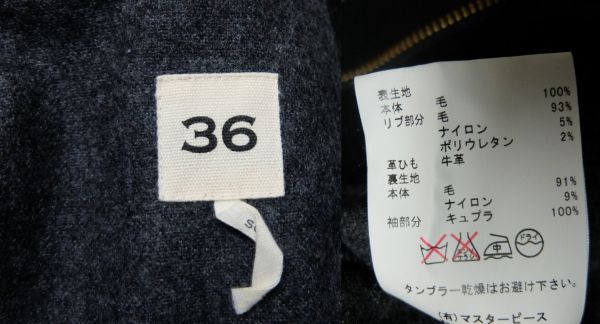 36
S
表生地
本体 毛 100%
リブ部分 毛 93%
ナイロン 5%
ポリウレタン 2%
革ひも 牛革
裏生地
本体 毛 91%
ナイロン 9%
袖部分 キュプラ 100%
中 ドライ
タンブラー乾燥はお避け下さい。
(有)マスターピース